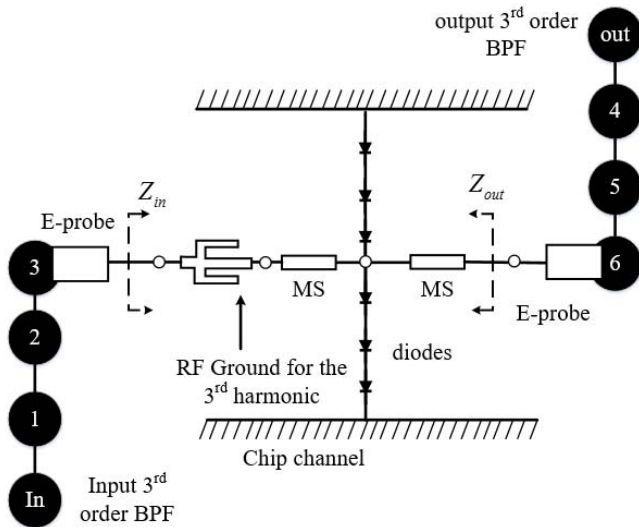 output 3rd order
BPF
out
4
5
6
Zin
Zout
E-probe
3
MS
MS
E-probe
2
RF Ground for the
3rd harmonic
diodes
1
Chip channel
In
Input 3rd
order BPF